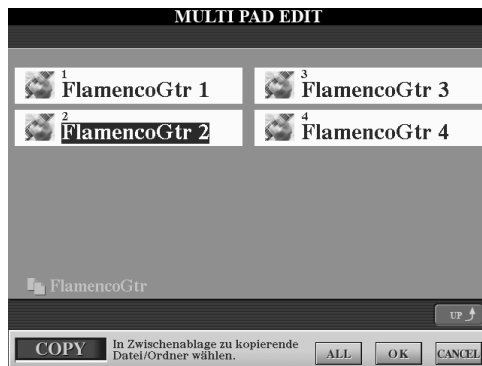 MULTI PAD EDIT
1
FlamencoGtr 1
3
FlamencoGtr 3
2
FlamencoGtr 2
4
FlamencoGtr 4
FlamencoGtr
UP
COPY
In Zwischenablage zu kopierende
Datei/Ordner wählen.
ALL
OK
CANCEL